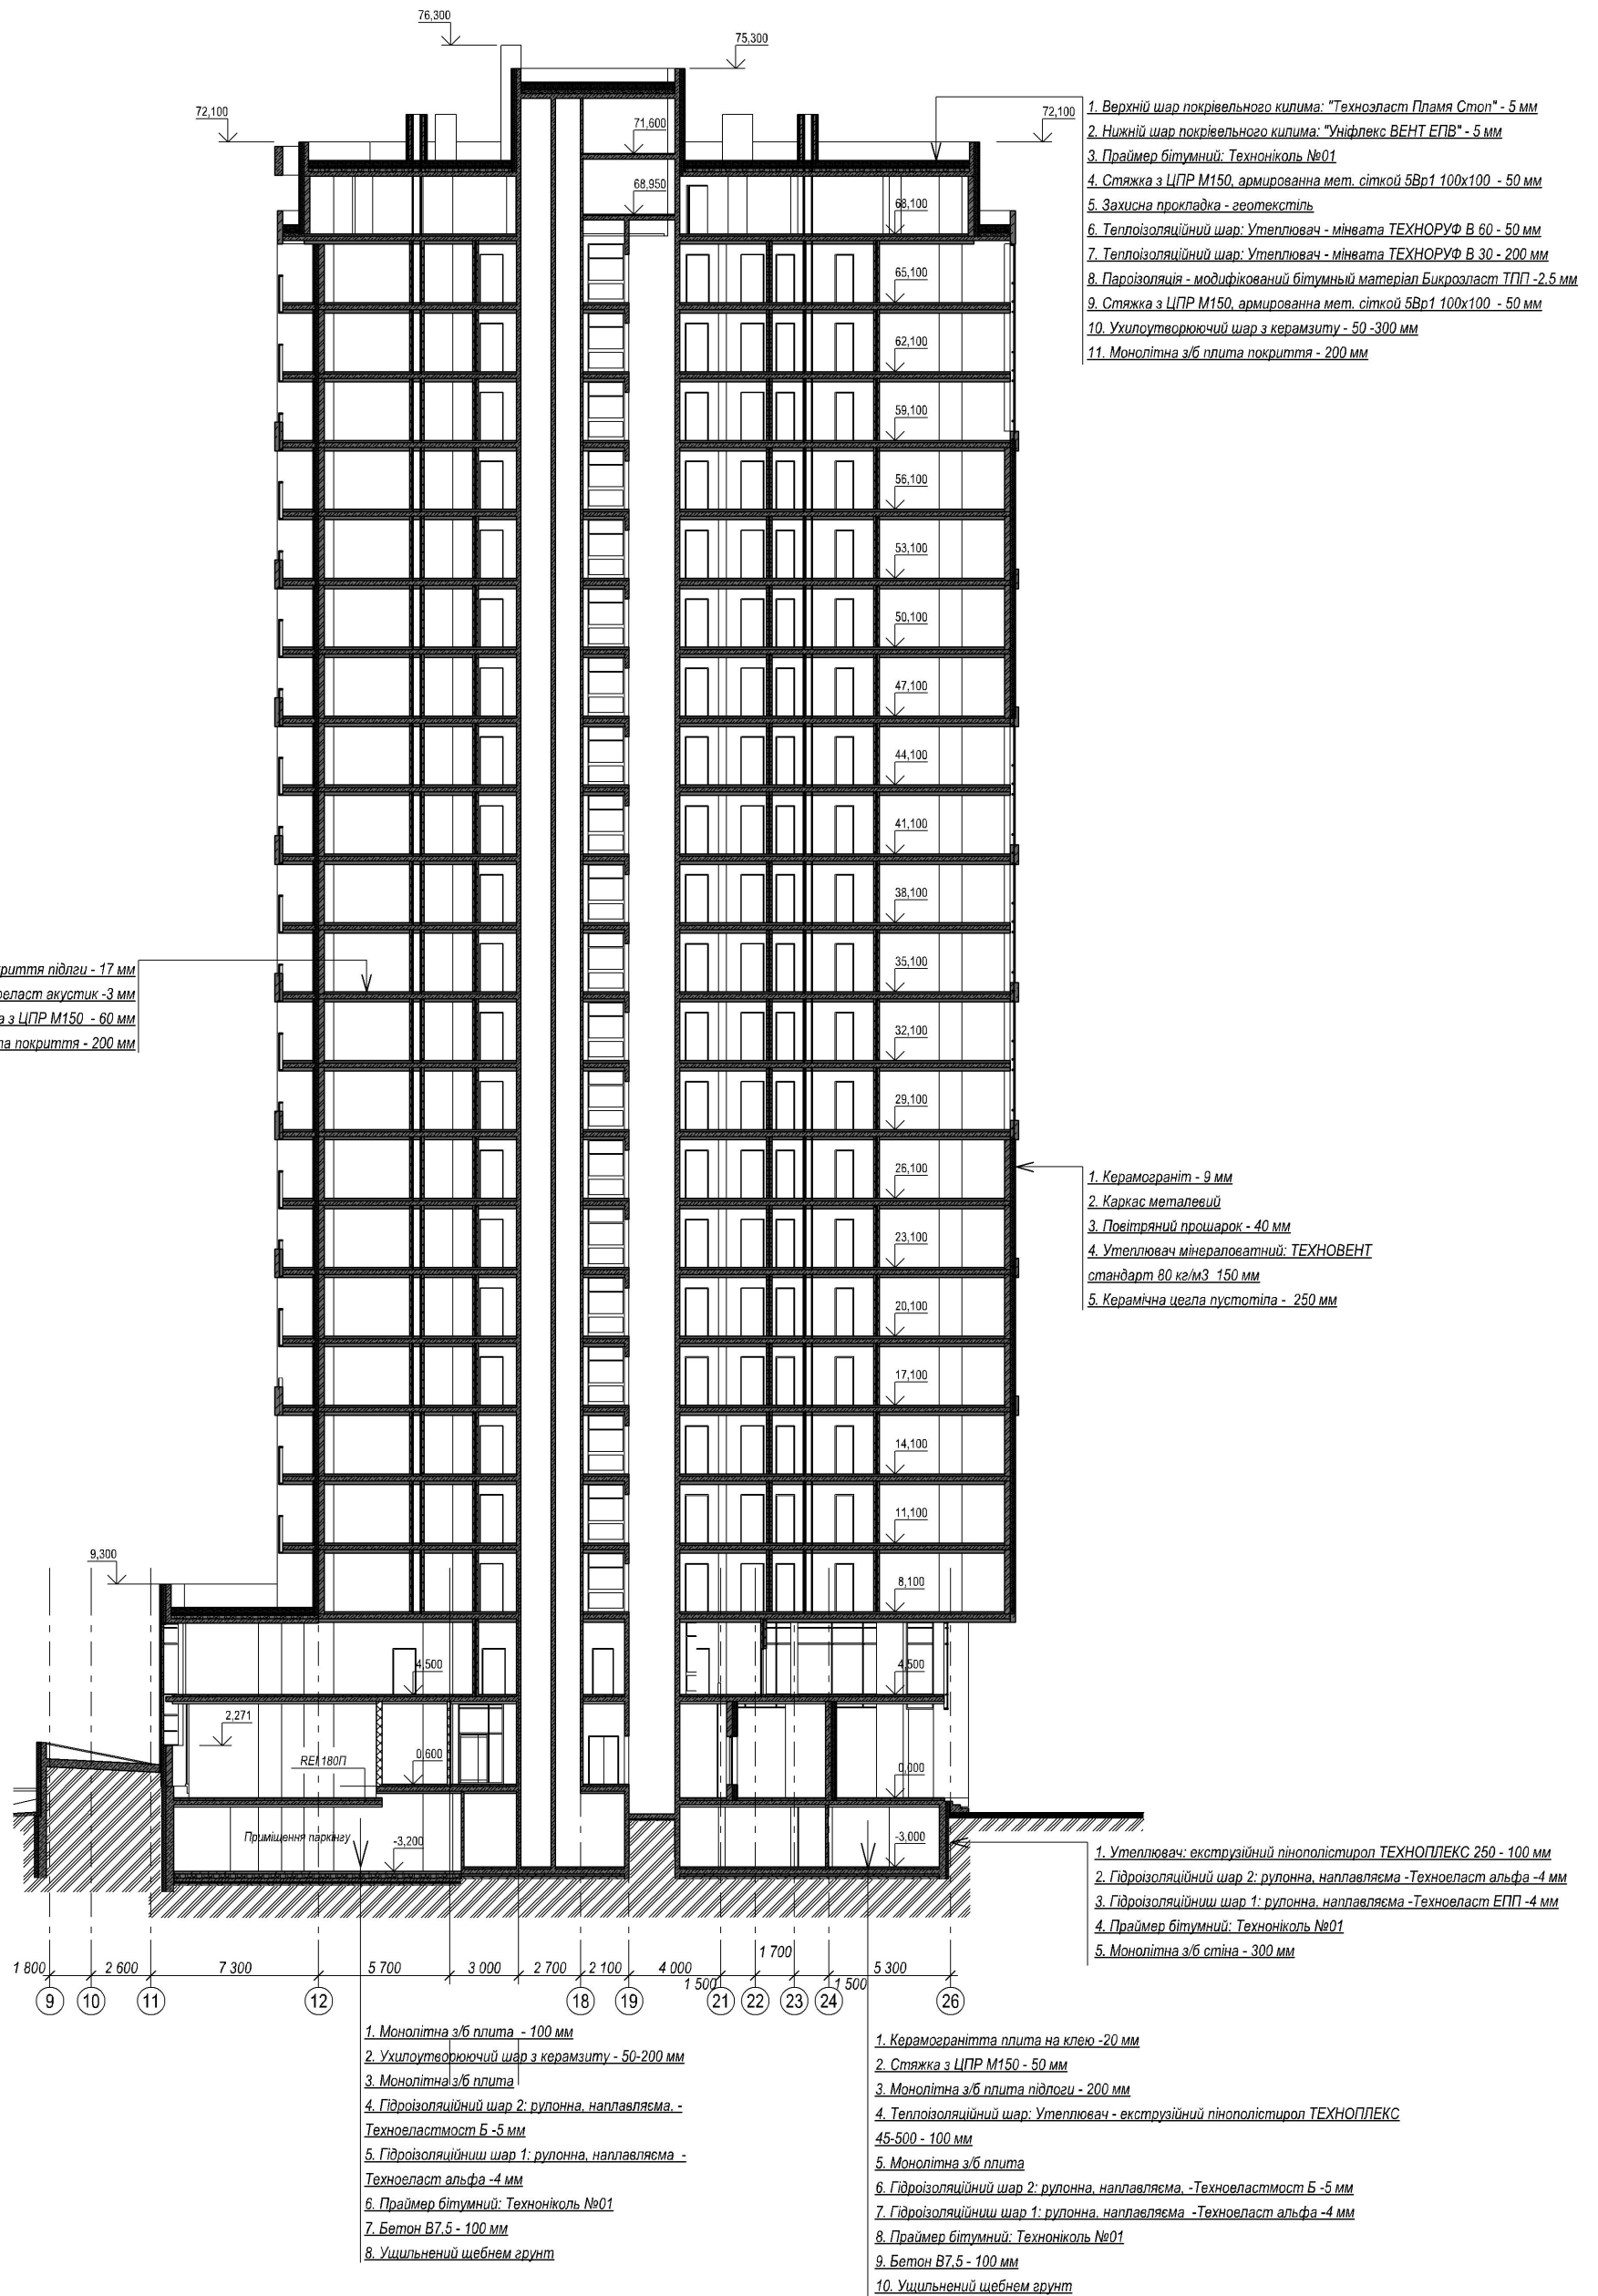 76,300
75,300
72,100
72,100
71,600
68,950
68,100
65,100
62,100
59,100
56,100
53,100
50,100
47,100
44,100
41,100
38,100
35,100
32,100
29,100
26,100
23,100
20,100
17,100
14,100
11,100
8,100
9,300
4,500
4,500
2,271
REI 180П
0,600
0,000
Приміщення паркінгу
-3,200
-3,000
1. Верхній шар покрівельного килима: "Техноэласт Пламя Стоп" - 5 мм
2. Нижній шар покрівельного килима: "Уніфлекс ВЕНТ ЕПВ" - 5 мм
3. Праймер бітумний: Техноніколь №01
4. Стяжка з ЦПР М150, армированна мет. сіткой 5Вр1 100х100 - 50 мм
5. Захисна прокладка - геотекстіль
6. Теплоізоляційний шар: Утеплювач - мінвата ТЕХНОРУФ В 60 - 50 мм
7. Теплоізоляційний шар: Утеплювач - мінвата ТЕХНОРУФ В 30 - 200 мм
8. Пароізоляція - модифікований бітумный матеріал Бикроэласт ТПП -2,5 мм
9. Стяжка з ЦПР М150, армированна мет. сіткой 5Вр1 100х100 - 50 мм
10. Ухилоутворюючий шар з керамзиту - 50 -300 мм
11. Монолітна з/б плита покриття - 200 мм
підлги - 17 мм
акустик -3 мм
з ЦПР М150 - 60 мм
покриття - 200 мм
1. Керамограніт - 9 мм
2. Каркас металевий
3. Повітряний прошарок - 40 мм
4. Утеплювач мінераловатний: ТЕХНОВЕНТ
стандарт 80 кг/м3 150 мм
5. Керамічна цегла пустотіла - 250 мм
1. Утеплювач: екструзійний пінополістирол ТЕХНОПЛЕКС 250 - 100 мм
2. Гідроізоляційний шар 2: рулонна, наплавляєма -Техноеласт альфа -4 мм
3. Гідроізоляційниш шар 1: рулонна, наплавляєма -Техноеласт ЕПП -4 мм
4. Праймер бітумний: Техноніколь №01
5. Монолітна з/б стіна - 300 мм
1 800 2 600 7 300 5 700 3 000 2 700 2 100 4 000 1 500 1 700 1 500 5 300
9 10 11 12 18 19 21 22 23 24 26
1. Монолітна з/б плита - 100 мм
2. Ухилоутворюючий шар з керамзиту - 50-200 мм
3. Монолітна з/б плита
4. Гідроізоляційний шар 2: рулонна, наплавляєма, -
Техноеластмост Б -5 мм
5. Гідроізоляційниш шар 1: рулонна, наплавляєма -
Техноеласт альфа -4 мм
6. Праймер бітумний: Техноніколь №01
7. Бетон В7,5 - 100 мм
8. Ущильнений щебнем грунт
1. Керамогранітта плита на клею -20 мм
2. Стяжка з ЦПР М150 - 50 мм
3. Монолітна з/б плита підлоги - 200 мм
4. Теплоізоляційний шар: Утеплювач - екструзійний пінополістирол ТЕХНОПЛЕКС
45-500 - 100 мм
5. Монолітна з/б плита
6. Гідроізоляційний шар 2: рулонна, наплавляєма, -Техноеластмост Б -5 мм
7. Гідроізоляційниш шар 1: рулонна, наплавляєма -Техноеласт альфа -4 мм
8. Праймер бітумний: Техноніколь №01
9. Бетон В7,5 - 100 мм
10. Ущильнений щебнем грунт